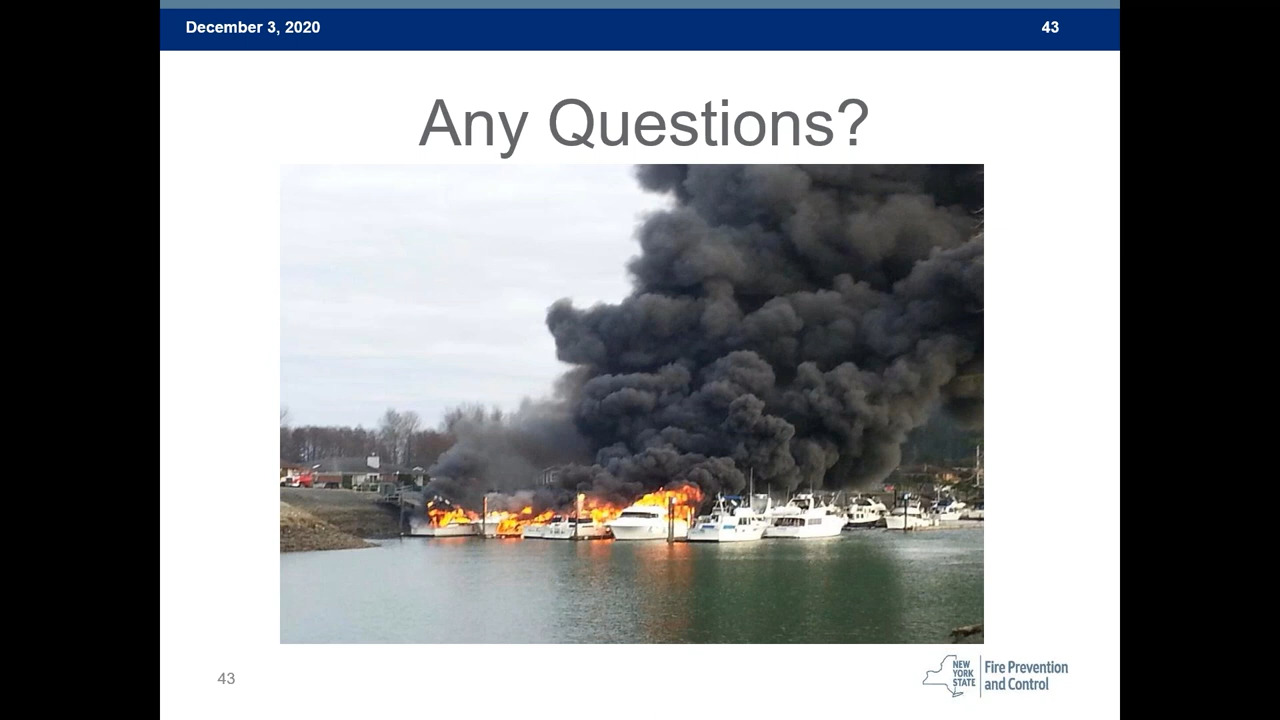 December 3, 2020
43
Any Questions?
43
NEW
YORK
STATE
Fire Prevention
and Control